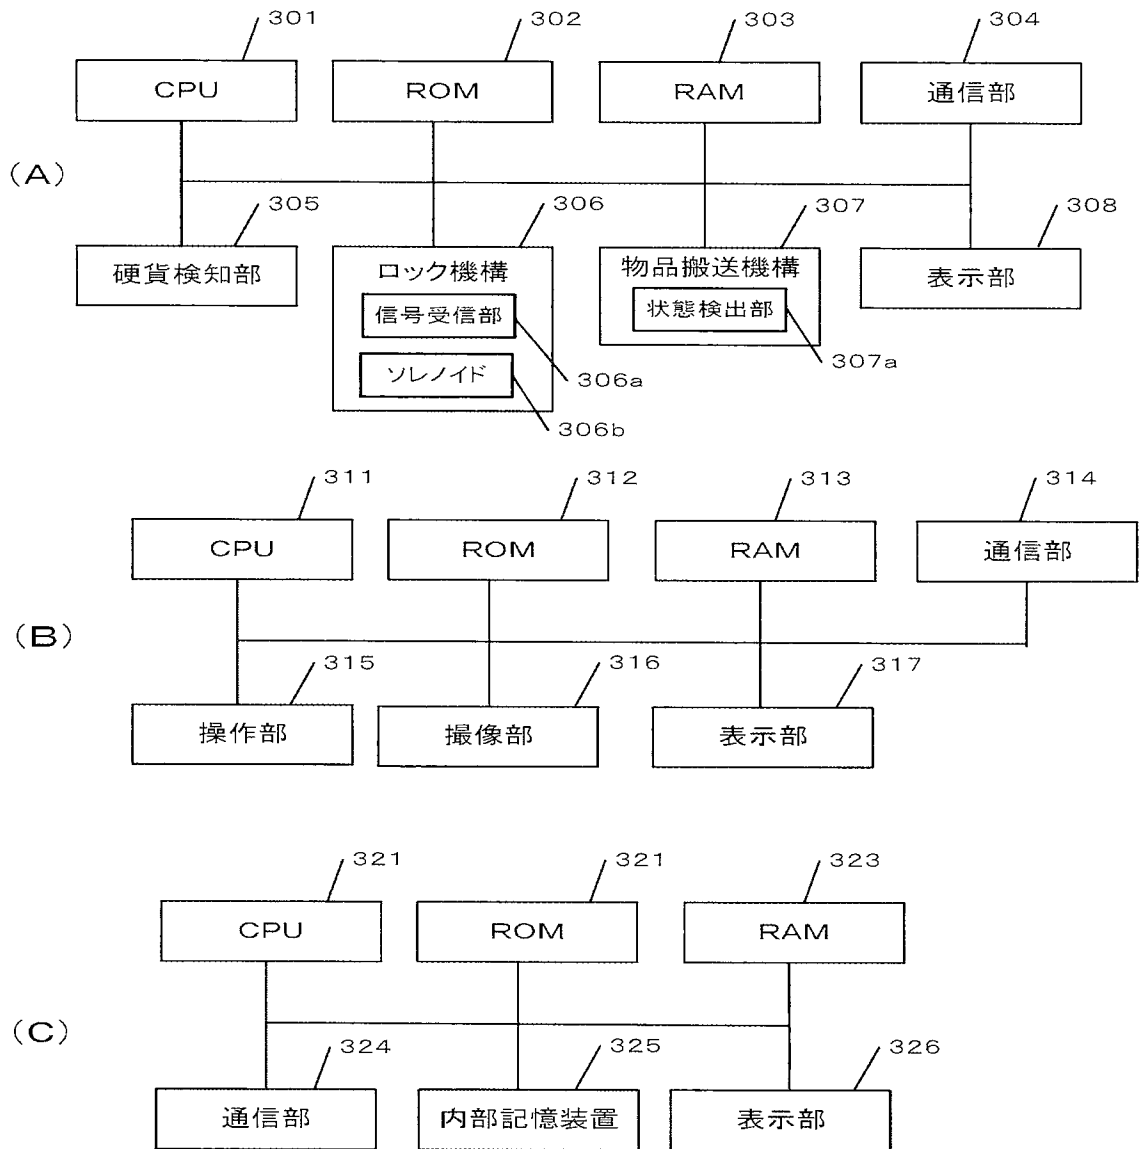 301 302 303 304
CPU ROM RAM 通信部
(A)
305 306 307 308
硬貨検知部 ロック機構 物品搬送機構 表示部
信号受信部 状態検出部
306a 307a
ソレノイド
306b
311 312 313 314
CPU ROM RAM 通信部
(B)
315 316 317
操作部 撮像部 表示部
321 321 323
CPU ROM RAM
(C)
324 325 326
通信部 内部記憶装置 表示部